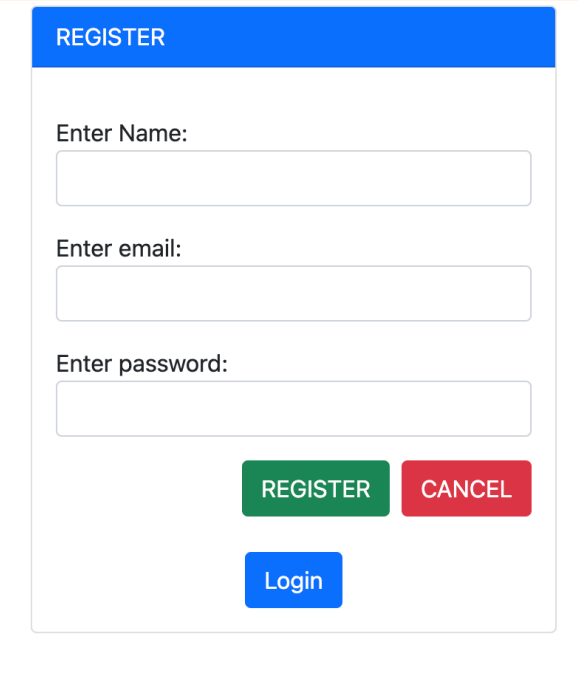 REGISTER
Enter Name:
Enter email:
Enter password:
REGISTER CANCEL
Login